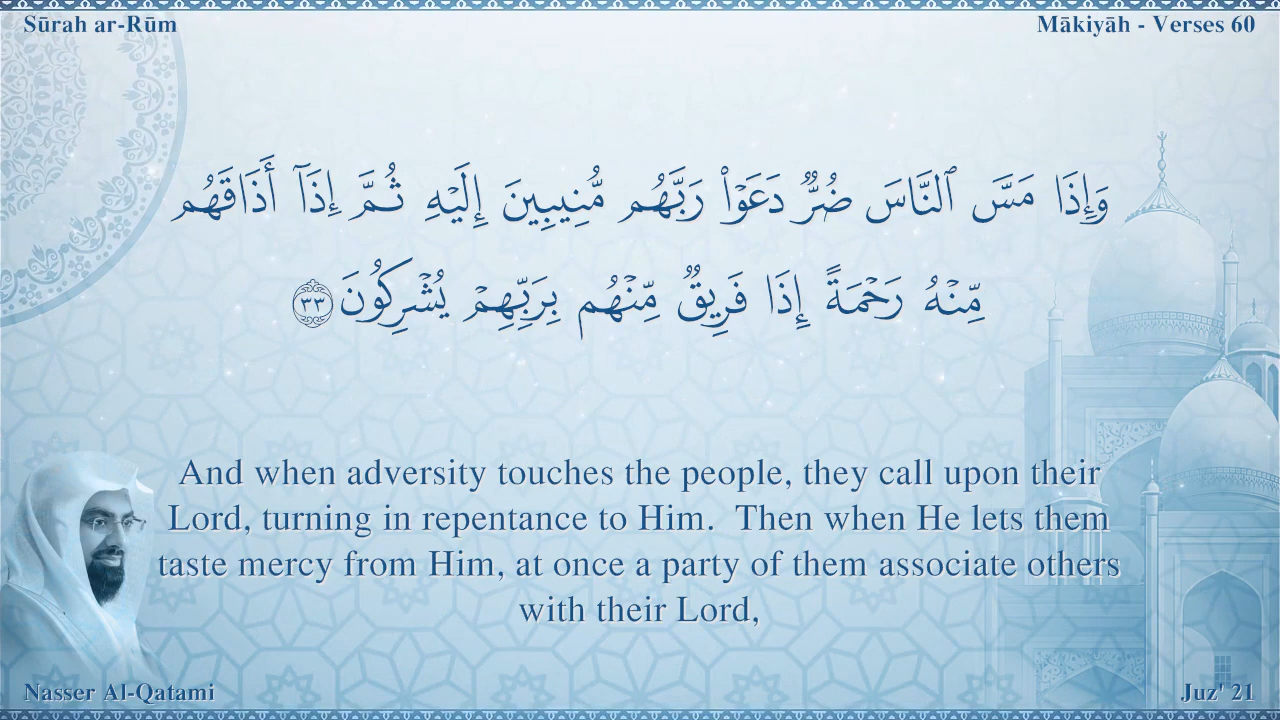 Sūrah ar-Rūm
Mākiyāh - Verses 60
وَإِذَا مَسَّ ٱلنَّاسَ ضُرٌّ دَعَوْا۟ رَبَّهُم مُّنِيبِينَ إِلَيْهِ ثُمَّ إِذَآ أَذَاقَهُم
مِّنْهُ رَحْمَةً إِذَا فَرِيقٌ مِّنْهُم بِرَبِّهِمْ يُشْرِكُونَ ٣٣
And when adversity touches the people, they call upon their
Lord, turning in repentance to Him. Then when He lets them
taste mercy from Him, at once a party of them associate others
with their Lord,
Nasser Al-Qatami
Juz' 21